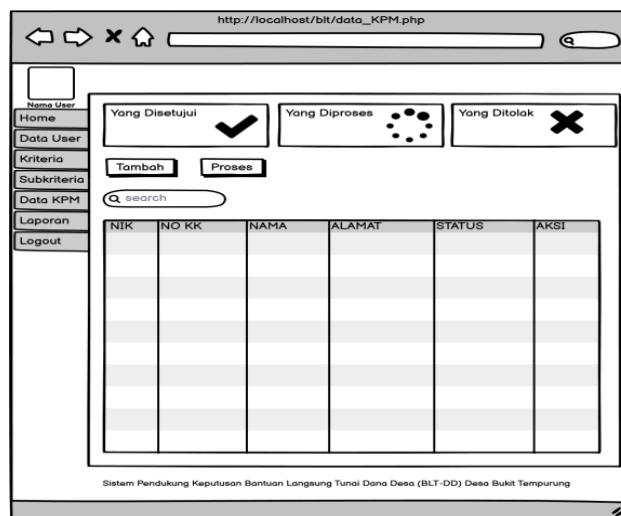 http://localhost/blt/data_KPM.php
Nama User
Home
Data User
Kriteria
Subkriteria
Data KPM
Laporan
Logout
Yang Disetujui
Yang Diproses
Yang Ditolak
Tambah
Proses
search
NIK NO KK NAMA ALAMAT STATUS AKSI
Sistem Pendukung Keputusan Bantuan Langsung Tunai Dana Desa (BLT-DD) Desa Bukit Tempurung